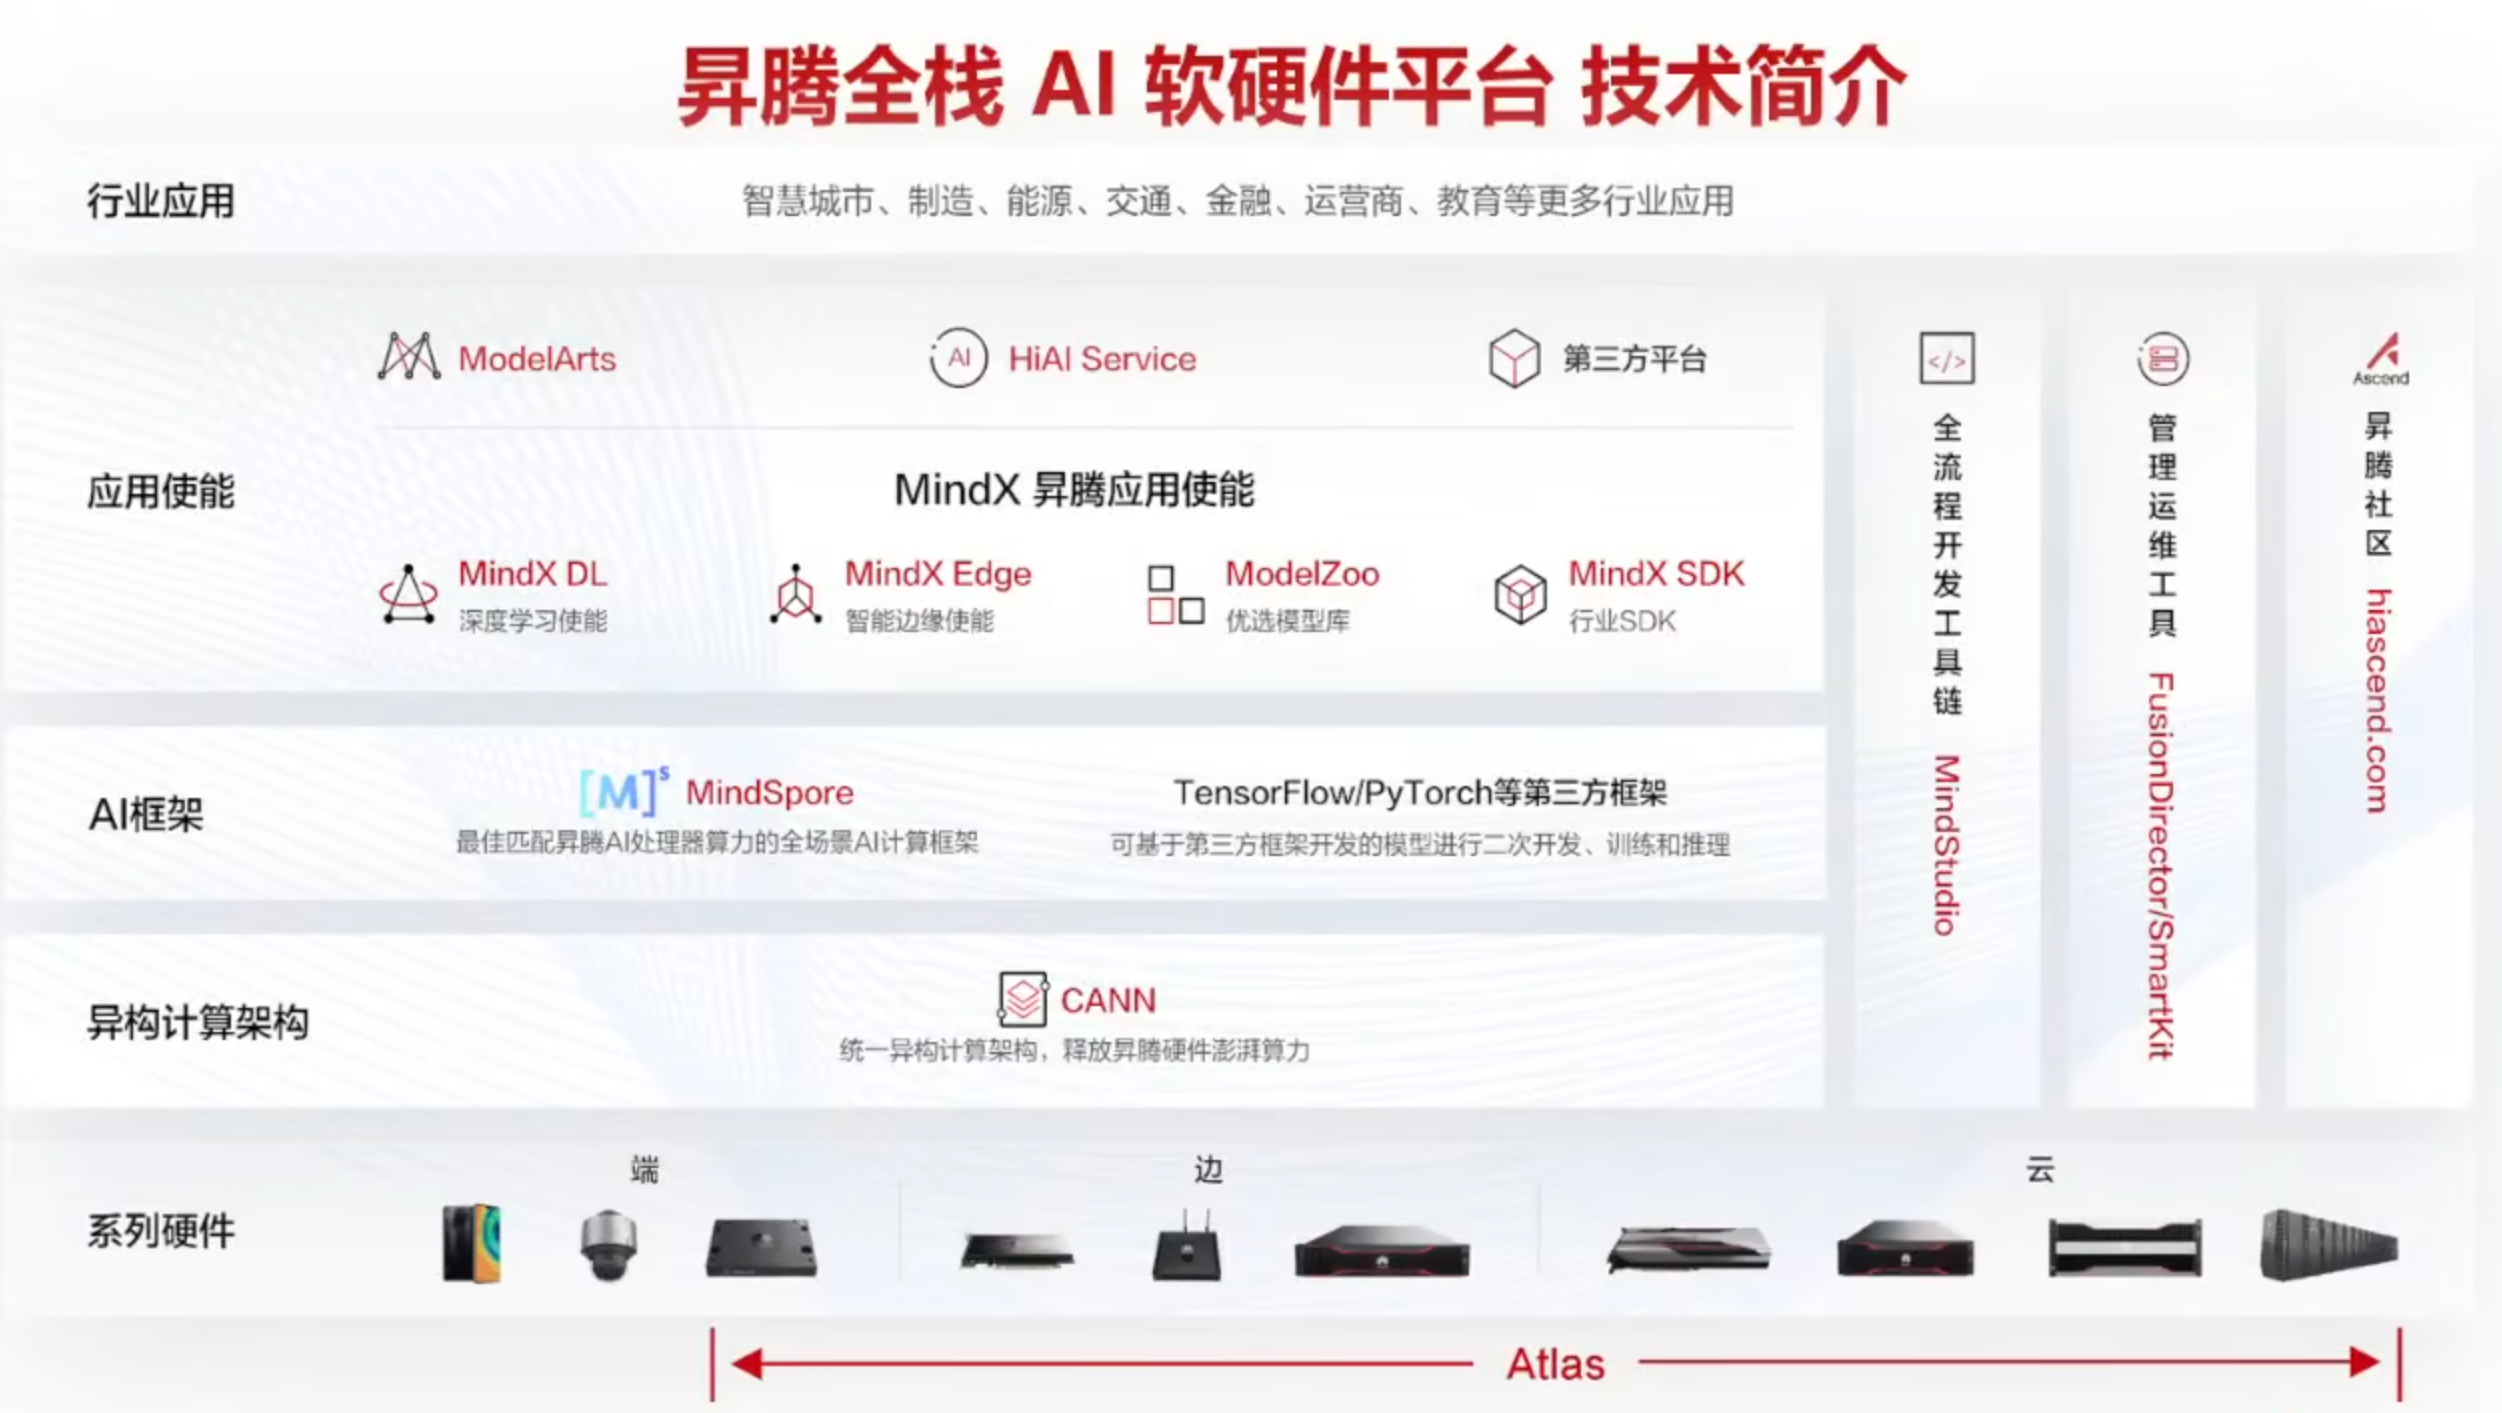 昇腾全栈 AI 软硬件平台 技术简介
行业应用
智慧城市、制造、能源、交通、金融、运营商、教育等更多行业应用
ModelArts
AI
HiAI Service
第三方平台
应用使能
MindX 昇腾应用使能
MindX DL
深度学习使能
MindX Edge
智能边缘使能
ModelZoo
优选模型库
MindX SDK
行业SDK
AI框架
[M]s
MindSpore
最佳匹配昇腾AI处理器算力的全场景AI计算框架
TensorFlow/PyTorch等第三方框架
可基于第三方框架开发的模型进行二次开发、训练和推理
异构计算架构
CANN
统一异构计算架构，释放昇腾硬件澎湃算力
</>
全流程开发工具链 MindStudio
管理运维工具 FusionDirector/SmartKit
Ascend
昇腾社区 hiascend.com
系列硬件
端
边
云
Atlas